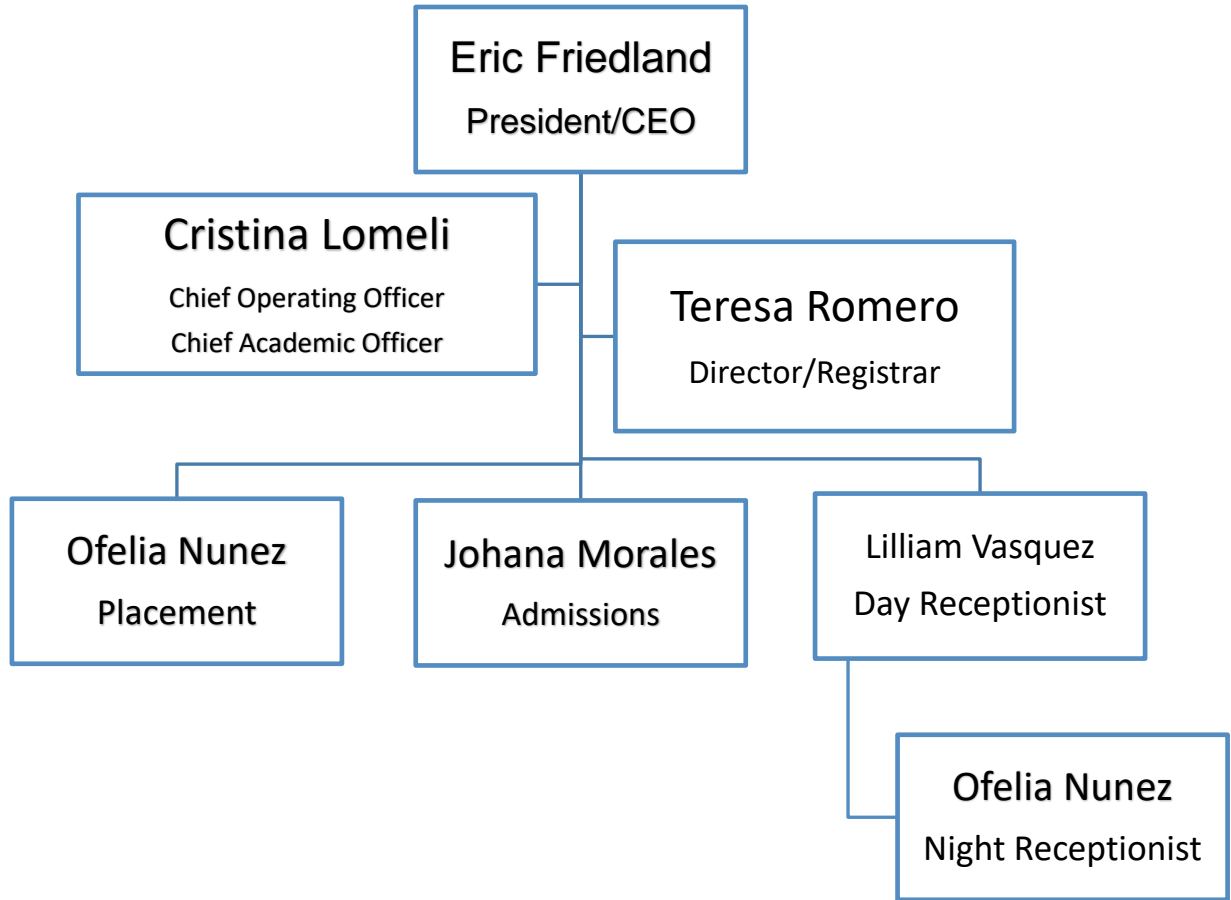 Eric Friedland
President/CEO
Cristina Lomeli
Chief Operating Officer
Chief Academic Officer
Teresa Romero
Director/Registrar
Ofelia Nunez
Placement
Johana Morales
Admissions
Lilliam Vasquez
Day Receptionist
Ofelia Nunez
Night Receptionist